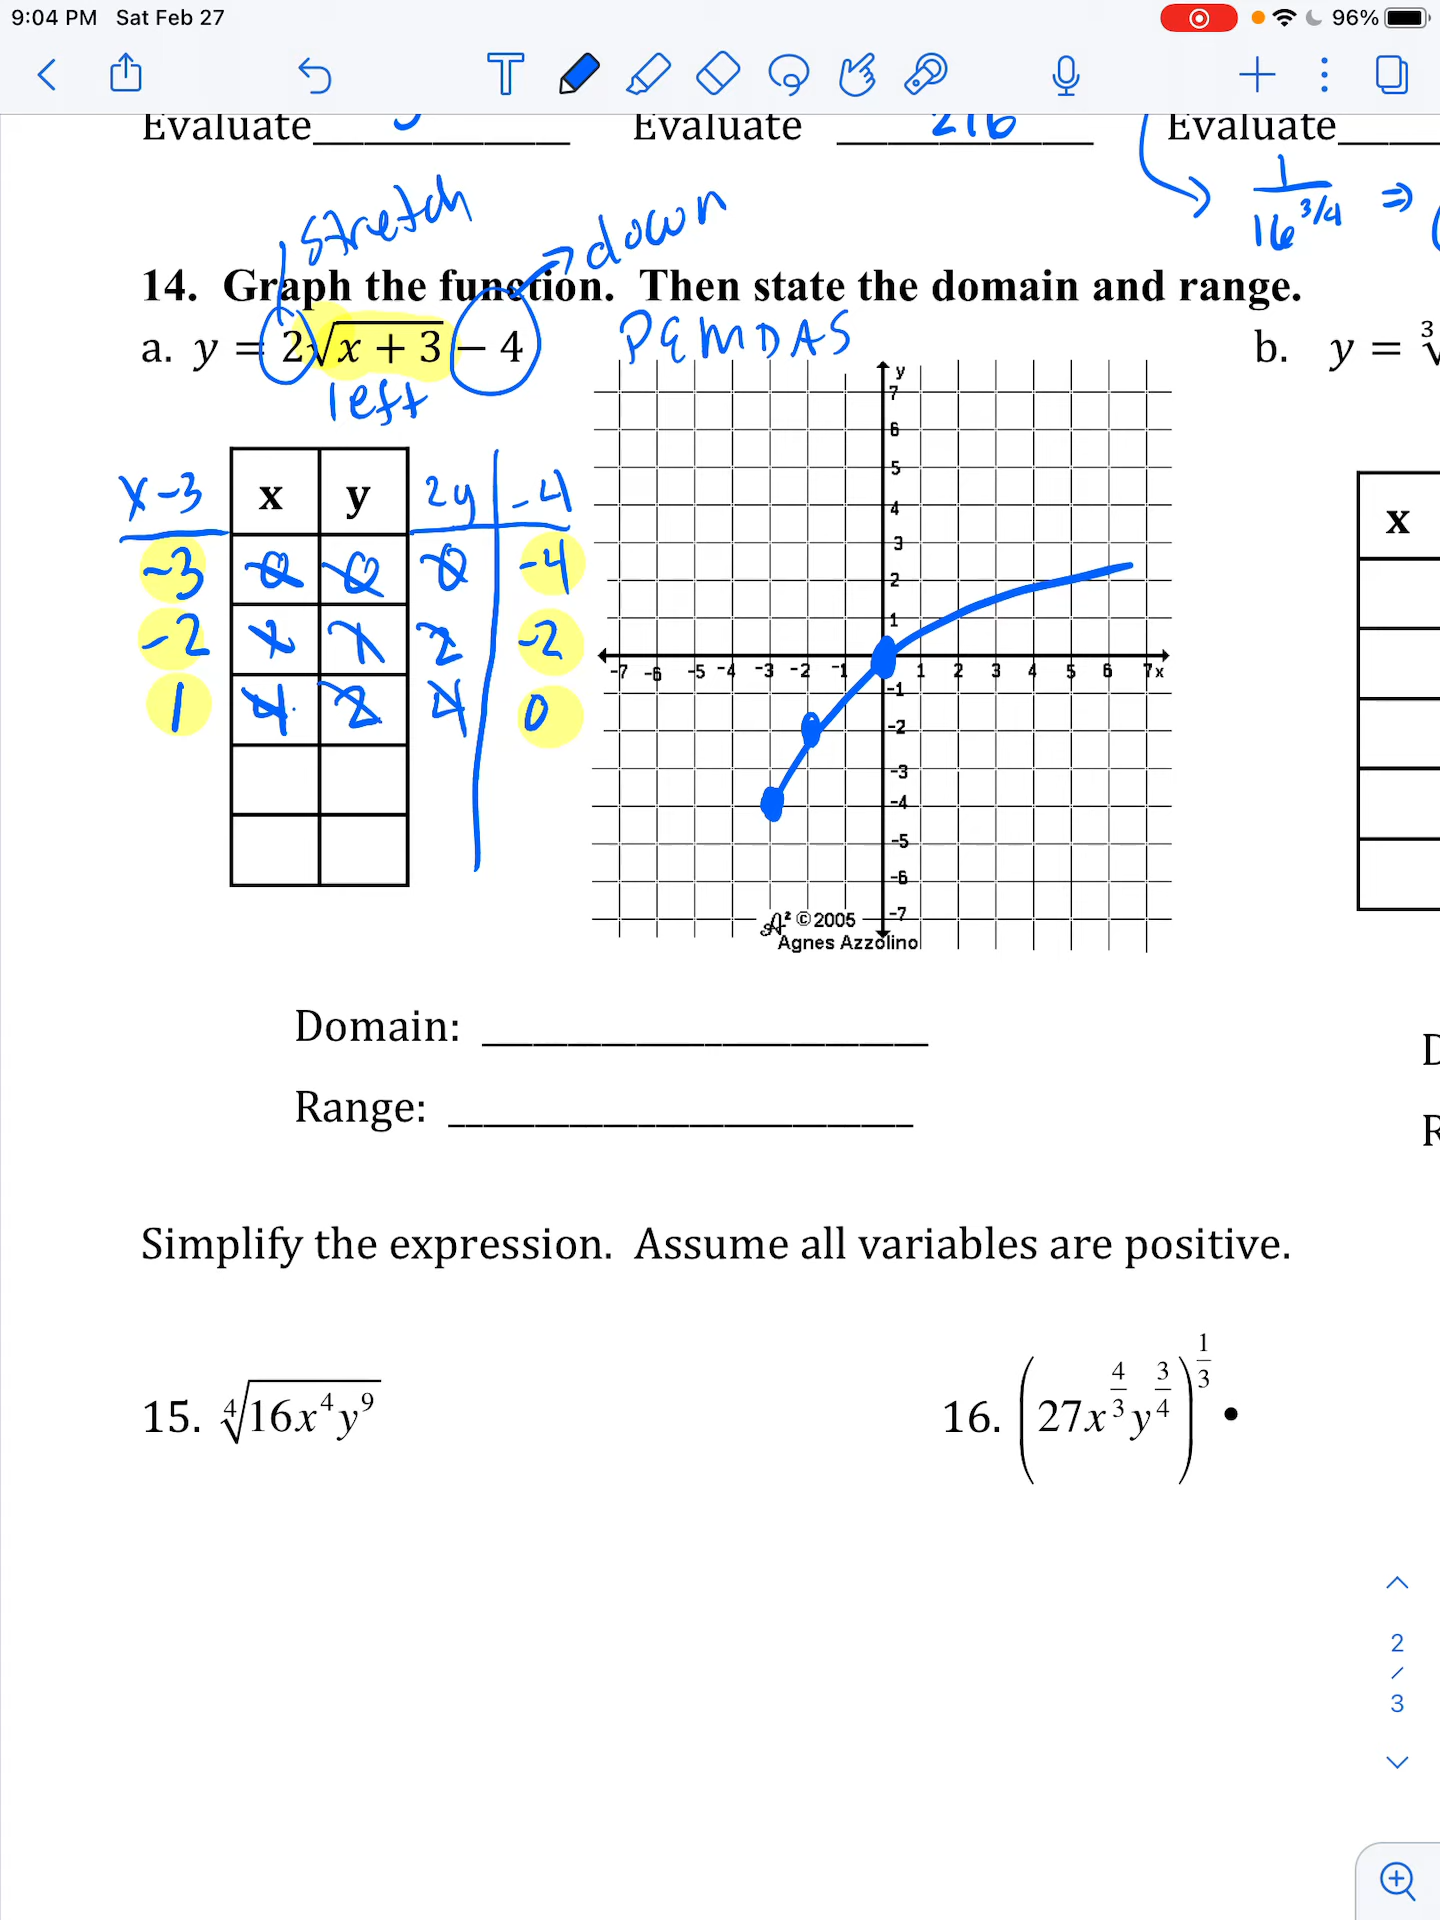 9:04 PM Sat Feb 27 96%
Evaluate Evaluate 216 Evaluate
stretch down 1/16^3/4 ⇒
14. Graph the function. Then state the domain and range.
a. y = 2√(x + 3) − 4 PEMDAS b. y = ∛
left
x-3 x y 2y -4
-3 0 0 0 -4
-2 1 1 2 -2
1 4 2 4 0
x
y
7
6
5
4
3
2
1
-7 -6 -5 -4 -3 -2 -1 1 2 3 4 5 6 7x
-1
-2
-3
-4
-5
-6
-7
A² ©2005
Agnes Azzolino
Domain:
Range:
Simplify the expression. Assume all variables are positive.
15. ∜(16x⁴y⁹) 16. (27x^(4/3) y^(3/4))^(1/3) •
2
/
3